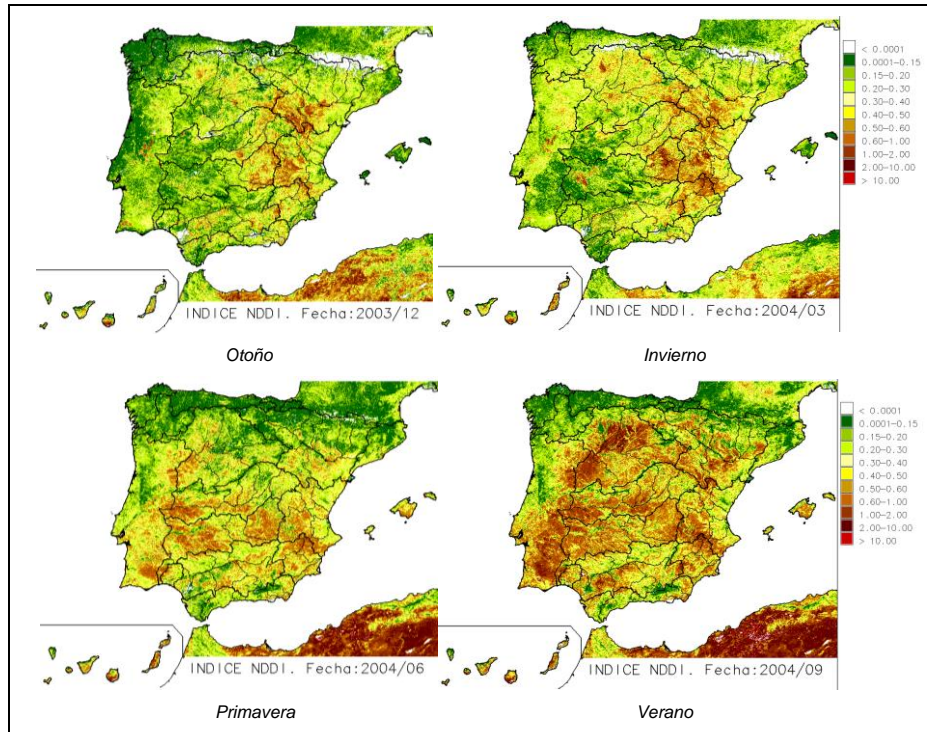 < 0.0001
0.0001-0.15
0.15-0.20
0.20-0.30
0.30-0.40
0.40-0.50
0.50-0.60
0.60-1.00
1.00-2.00
2.00-10.00
> 10.00
INDICE NDDI. Fecha:2003/12
INDICE NDDI. Fecha:2004/03
Otoño
Invierno
< 0.0001
0.0001-0.15
0.15-0.20
0.20-0.30
0.30-0.40
0.40-0.50
0.50-0.60
0.60-1.00
1.00-2.00
2.00-10.00
> 10.00
INDICE NDDI. Fecha:2004/06
INDICE NDDI. Fecha:2004/09
Primavera
Verano